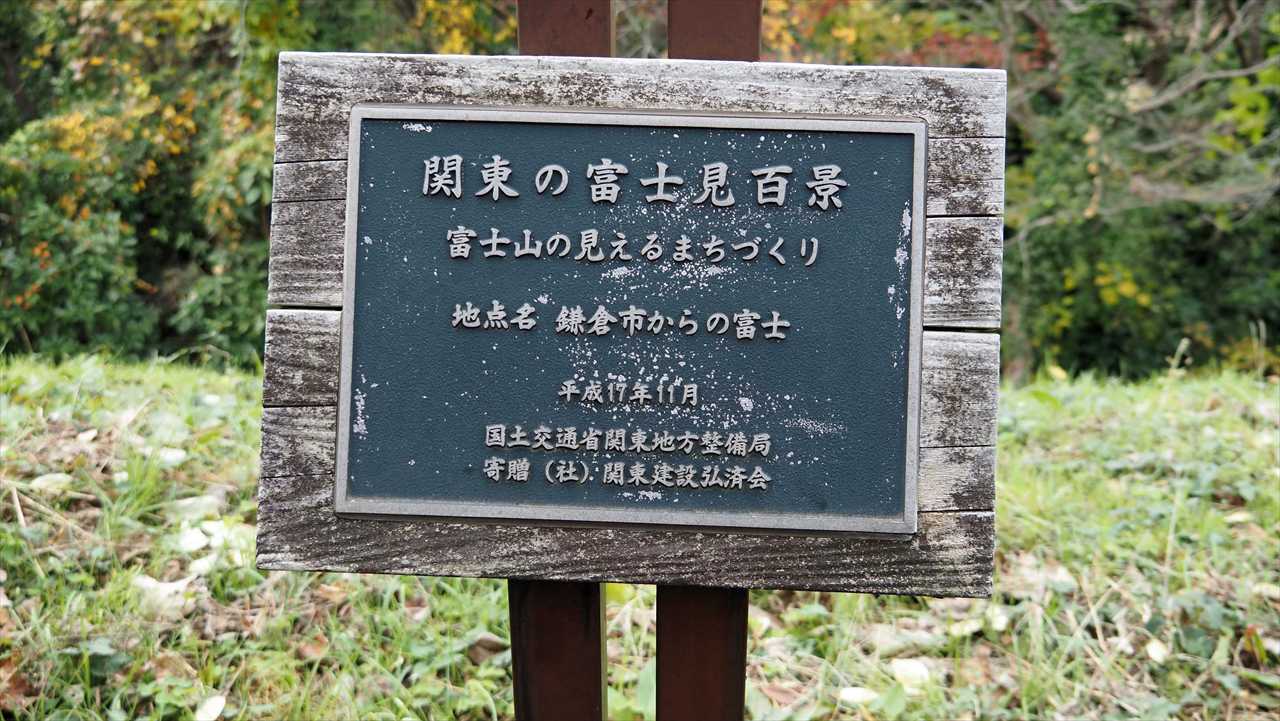 関東の富士見百景
富士山の見えるまちづくり
地点名 鎌倉市からの富士
平成17年11月
国土交通省関東地方整備局
寄贈 (社).関東建設弘済会